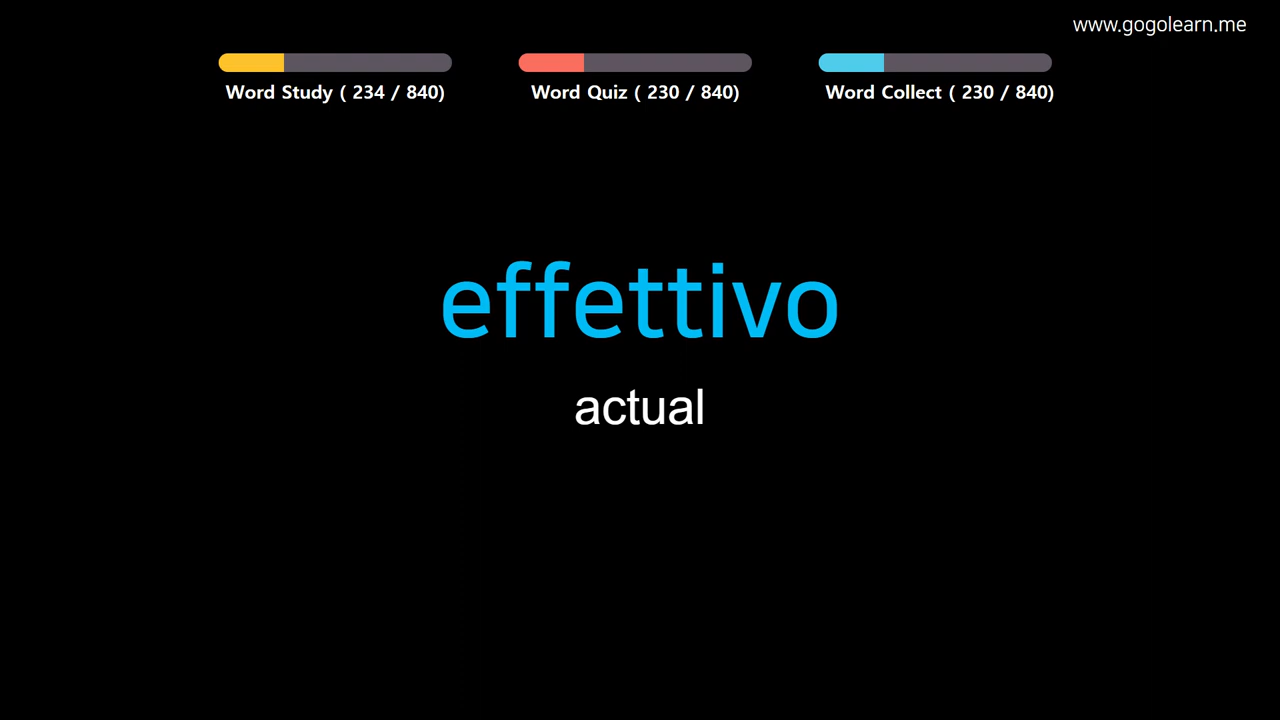 www.gogolearn.me
Word Study ( 234 / 840)
Word Quiz ( 230 / 840)
Word Collect ( 230 / 840)
effettivo
actual